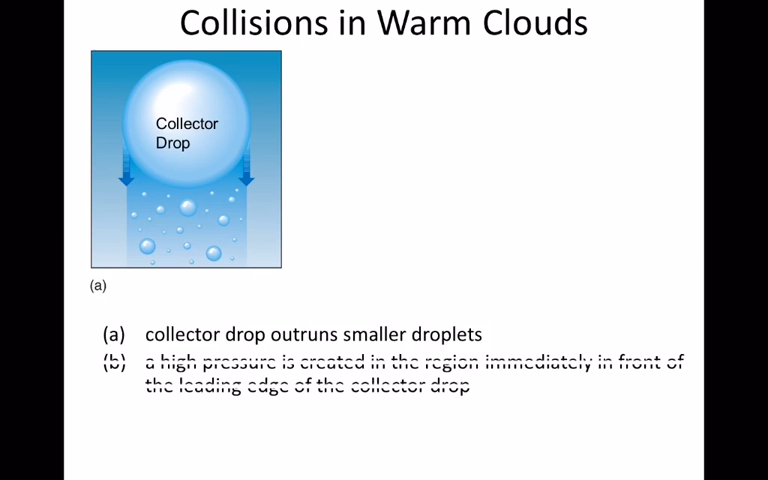 Collisions in Warm Clouds
Collector
Drop
(a)
(a) collector drop outruns smaller droplets
(b) a high pressure is created in the region immediately in front of
the leading edge of the collector drop